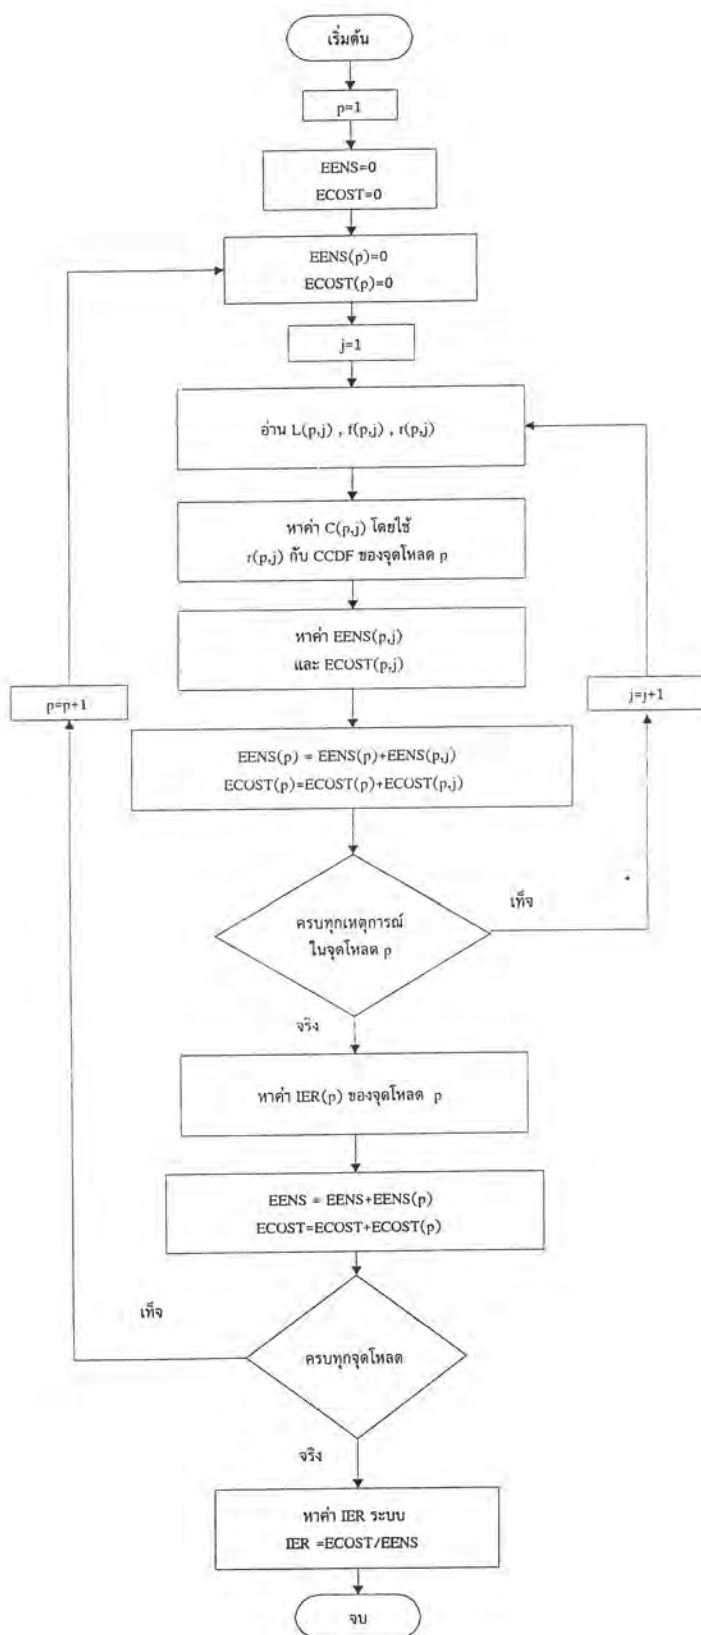 เริ่มต้น
p=1
EENS=0
ECOST=0
EENS(p)=0
ECOST(p)=0
j=1
อ่าน L(p,j) , f(p,j) , r(p,j)
หาค่า C(p,j) โดยใช้
r(p,j) กับ CCDF ของจุดโหลด p
หาค่า EENS(p,j)
และ ECOST(p,j)
p=p+1
j=j+1
EENS(p) = EENS(p)+EENS(p,j)
ECOST(p)=ECOST(p)+ECOST(p,j)
ครบทุกเหตุการณ์
ในจุดโหลด p
เท็จ
จริง
หาค่า IER(p) ของจุดโหลด p
EENS = EENS+EENS(p)
ECOST=ECOST+ECOST(p)
เท็จ
ครบทุกจุดโหลด
จริง
หาค่า IER ระบบ
IER =ECOST/EENS
จบ